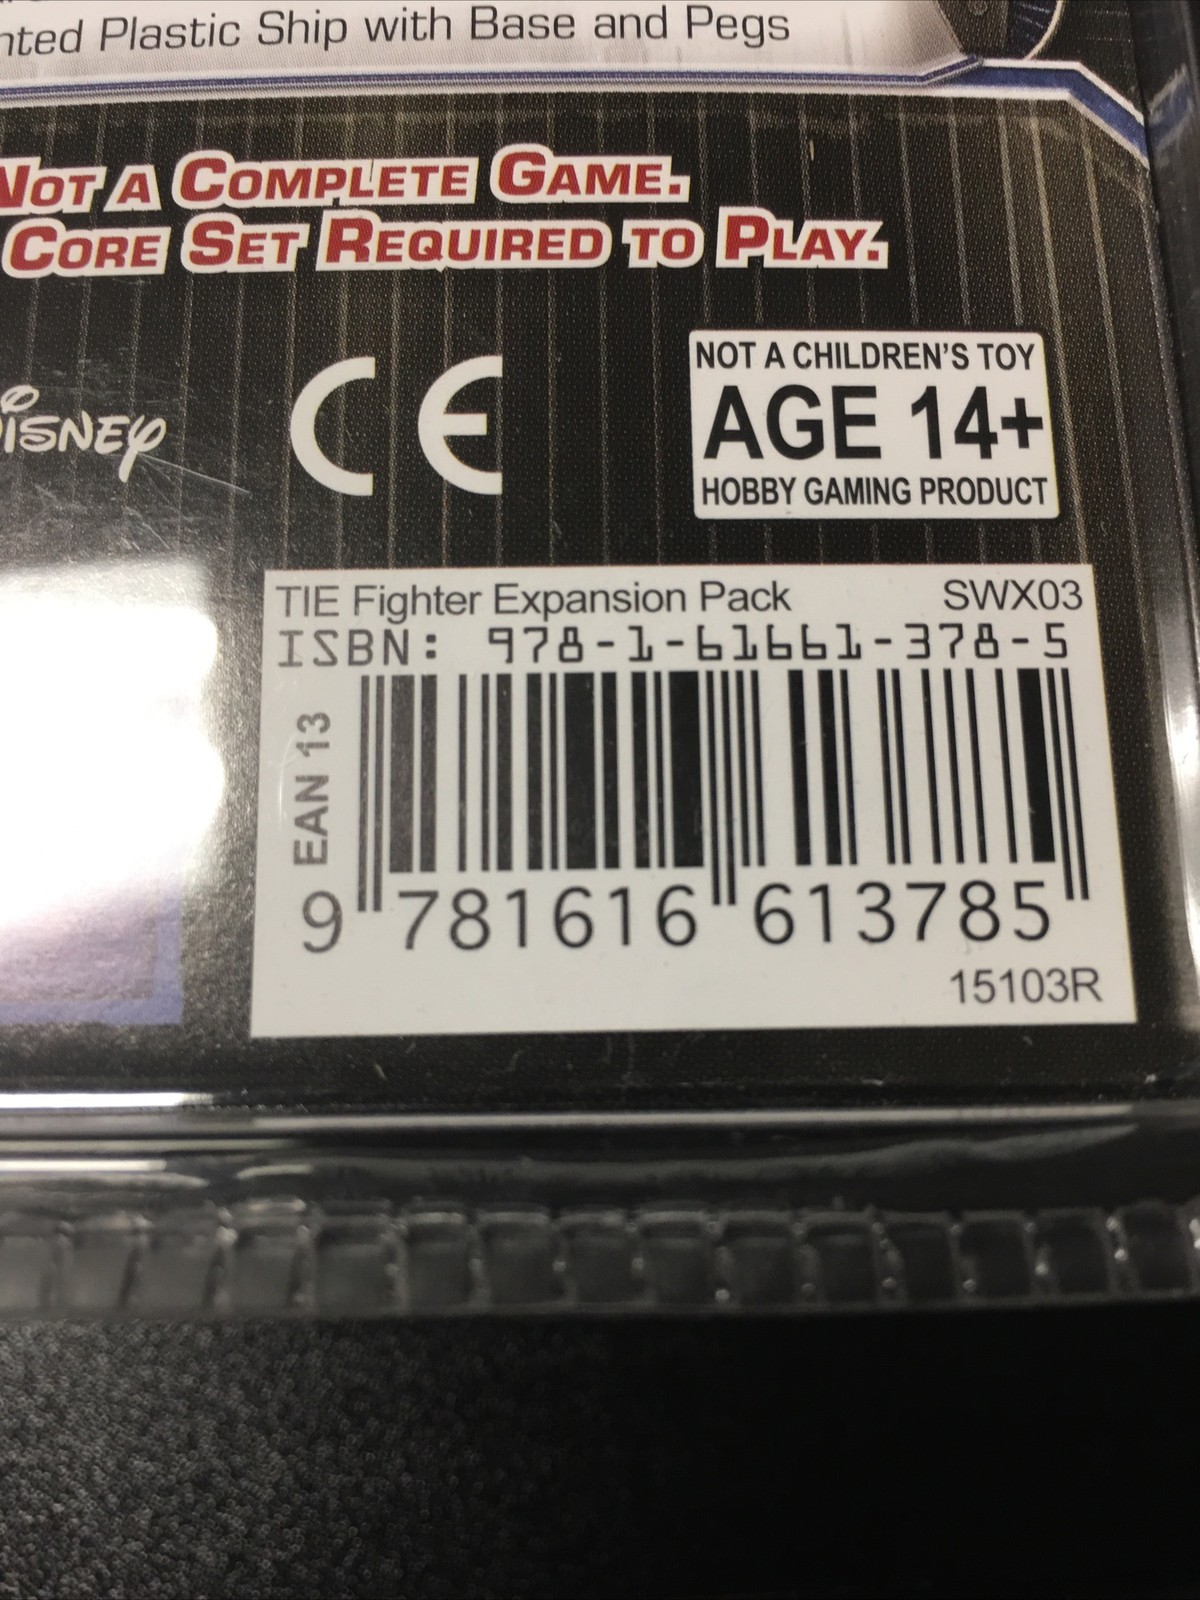 Plastic Ship with Base and Pegs
NOT A COMPLETE GAME.
CORE SET REQUIRED TO PLAY.
DISNEY
CE
NOT A CHILDREN'S TOY
AGE 14+
HOBBY GAMING PRODUCT
TIE Fighter Expansion Pack SWX03
ISBN: 978-1-61661-378-5
EAN 13
9 781616 613785
15103R